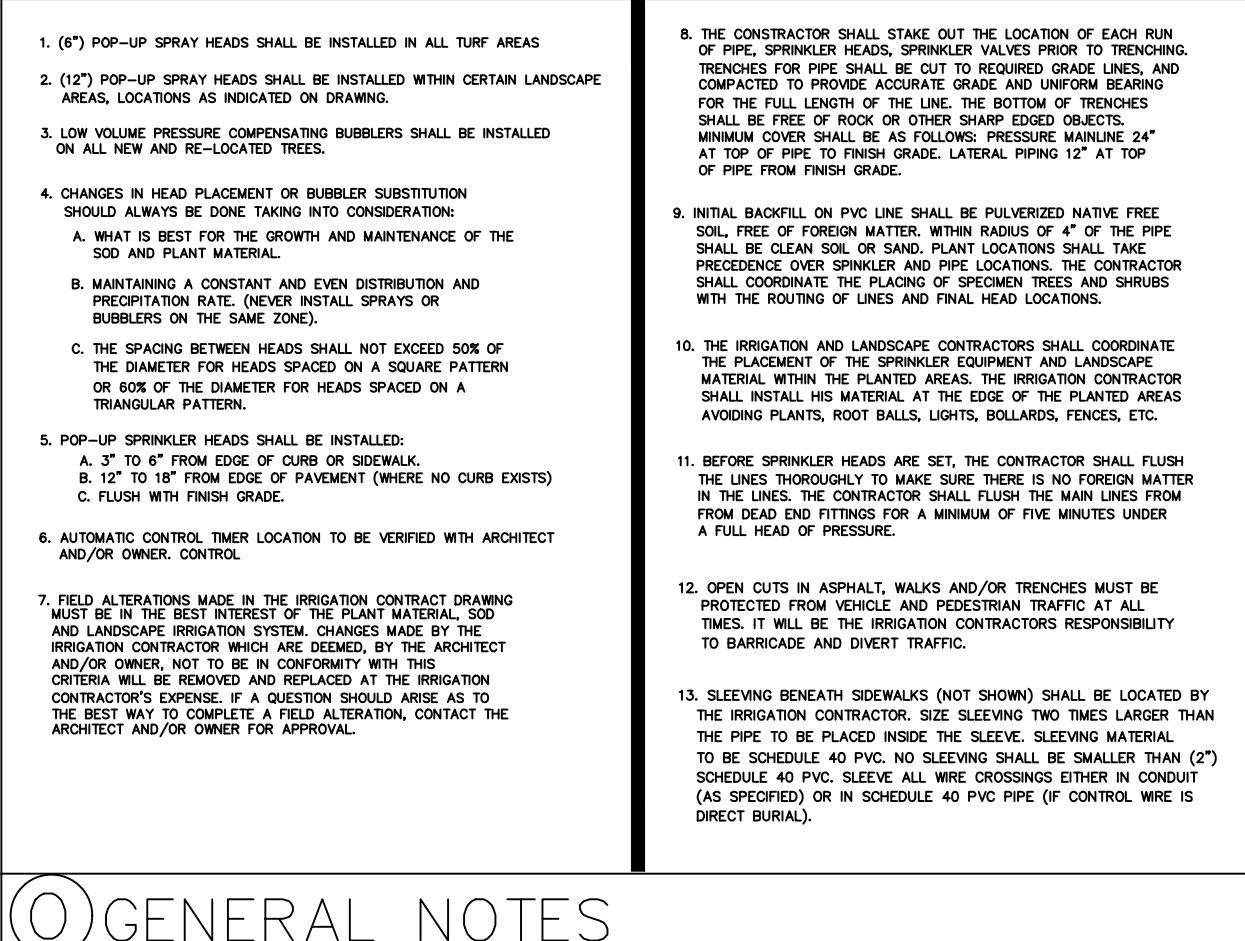 1. (6") POP-UP SPRAY HEADS SHALL BE INSTALLED IN ALL TURF AREAS
2. (12") POP-UP SPRAY HEADS SHALL BE INSTALLED WITHIN CERTAIN LANDSCAPE
AREAS, LOCATIONS AS INDICATED ON DRAWING.
3. LOW VOLUME PRESSURE COMPENSATING BUBBLERS SHALL BE INSTALLED
ON ALL NEW AND RE-LOCATED TREES.
4. CHANGES IN HEAD PLACEMENT OR BUBBLER SUBSTITUTION
SHOULD ALWAYS BE DONE TAKING INTO CONSIDERATION:
A. WHAT IS BEST FOR THE GROWTH AND MAINTENANCE OF THE
SOD AND PLANT MATERIAL.
B. MAINTAINING A CONSTANT AND EVEN DISTRIBUTION AND
PRECIPITATION RATE. (NEVER INSTALL SPRAYS OR
BUBBLERS ON THE SAME ZONE).
C. THE SPACING BETWEEN HEADS SHALL NOT EXCEED 50% OF
THE DIAMETER FOR HEADS SPACED ON A SQUARE PATTERN
OR 60% OF THE DIAMETER FOR HEADS SPACED ON A
TRIANGULAR PATTERN.
5. POP-UP SPRINKLER HEADS SHALL BE INSTALLED:
A. 3" TO 6" FROM EDGE OF CURB OR SIDEWALK.
B. 12" TO 18" FROM EDGE OF PAVEMENT (WHERE NO CURB EXISTS)
C. FLUSH WITH FINISH GRADE.
6. AUTOMATIC CONTROL TIMER LOCATION TO BE VERIFIED WITH ARCHITECT
AND/OR OWNER. CONTROL
7. FIELD ALTERATIONS MADE IN THE IRRIGATION CONTRACT DRAWING
MUST BE IN THE BEST INTEREST OF THE PLANT MATERIAL, SOD
AND LANDSCAPE IRRIGATION SYSTEM. CHANGES MADE BY THE
IRRIGATION CONTRACTOR WHICH ARE DEEMED, BY THE ARCHITECT
AND/OR OWNER, NOT TO BE IN CONFORMITY WITH THIS
CRITERIA WILL BE REMOVED AND REPLACED AT THE IRRIGATION
CONTRACTOR'S EXPENSE. IF A QUESTION SHOULD ARISE AS TO
THE BEST WAY TO COMPLETE A FIELD ALTERATION, CONTACT THE
ARCHITECT AND/OR OWNER FOR APPROVAL.
8. THE CONSTRACTOR SHALL STAKE OUT THE LOCATION OF EACH RUN
OF PIPE, SPRINKLER HEADS, SPRINKLER VALVES PRIOR TO TRENCHING.
TRENCHES FOR PIPE SHALL BE CUT TO REQUIRED GRADE LINES, AND
COMPACTED TO PROVIDE ACCURATE GRADE AND UNIFORM BEARING
FOR THE FULL LENGTH OF THE LINE. THE BOTTOM OF TRENCHES
SHALL BE FREE OF ROCK OR OTHER SHARP EDGED OBJECTS.
MINIMUM COVER SHALL BE AS FOLLOWS: PRESSURE MAINLINE 24"
AT TOP OF PIPE TO FINISH GRADE. LATERAL PIPING 12" AT TOP
OF PIPE FROM FINISH GRADE.
9. INITIAL BACKFILL ON PVC LINE SHALL BE PULVERIZED NATIVE FREE
SOIL, FREE OF FOREIGN MATTER. WITHIN RADIUS OF 4" OF THE PIPE
SHALL BE CLEAN SOIL OR SAND. PLANT LOCATIONS SHALL TAKE
PRECEDENCE OVER SPINKLER AND PIPE LOCATIONS. THE CONTRACTOR
SHALL COORDINATE THE PLACING OF SPECIMEN TREES AND SHRUBS
WITH THE ROUTING OF LINES AND FINAL HEAD LOCATIONS.
10. THE IRRIGATION AND LANDSCAPE CONTRACTORS SHALL COORDINATE
THE PLACEMENT OF THE SPRINKLER EQUIPMENT AND LANDSCAPE
MATERIAL WITHIN THE PLANTED AREAS. THE IRRIGATION CONTRACTOR
SHALL INSTALL HIS MATERIAL AT THE EDGE OF THE PLANTED AREAS
AVOIDING PLANTS, ROOT BALLS, LIGHTS, BOLLARDS, FENCES, ETC.
11. BEFORE SPRINKLER HEADS ARE SET, THE CONTRACTOR SHALL FLUSH
THE LINES THOROUGHLY TO MAKE SURE THERE IS NO FOREIGN MATTER
IN THE LINES. THE CONTRACTOR SHALL FLUSH THE MAIN LINES FROM
FROM DEAD END FITTINGS FOR A MINIMUM OF FIVE MINUTES UNDER
A FULL HEAD OF PRESSURE.
12. OPEN CUTS IN ASPHALT, WALKS AND/OR TRENCHES MUST BE
PROTECTED FROM VEHICLE AND PEDESTRIAN TRAFFIC AT ALL
TIMES. IT WILL BE THE IRRIGATION CONTRACTORS RESPONSIBILITY
TO BARRICADE AND DIVERT TRAFFIC.
13. SLEEVING BENEATH SIDEWALKS (NOT SHOWN) SHALL BE LOCATED BY
THE IRRIGATION CONTRACTOR. SIZE SLEEVING TWO TIMES LARGER THAN
THE PIPE TO BE PLACED INSIDE THE SLEEVE. SLEEVING MATERIAL
TO BE SCHEDULE 40 PVC. NO SLEEVING SHALL BE SMALLER THAN (2")
SCHEDULE 40 PVC. SLEEVE ALL WIRE CROSSINGS EITHER IN CONDUIT
(AS SPECIFIED) OR IN SCHEDULE 40 PVC PIPE (IF CONTROL WIRE IS
DIRECT BURIAL).
O GENERAL NOTES